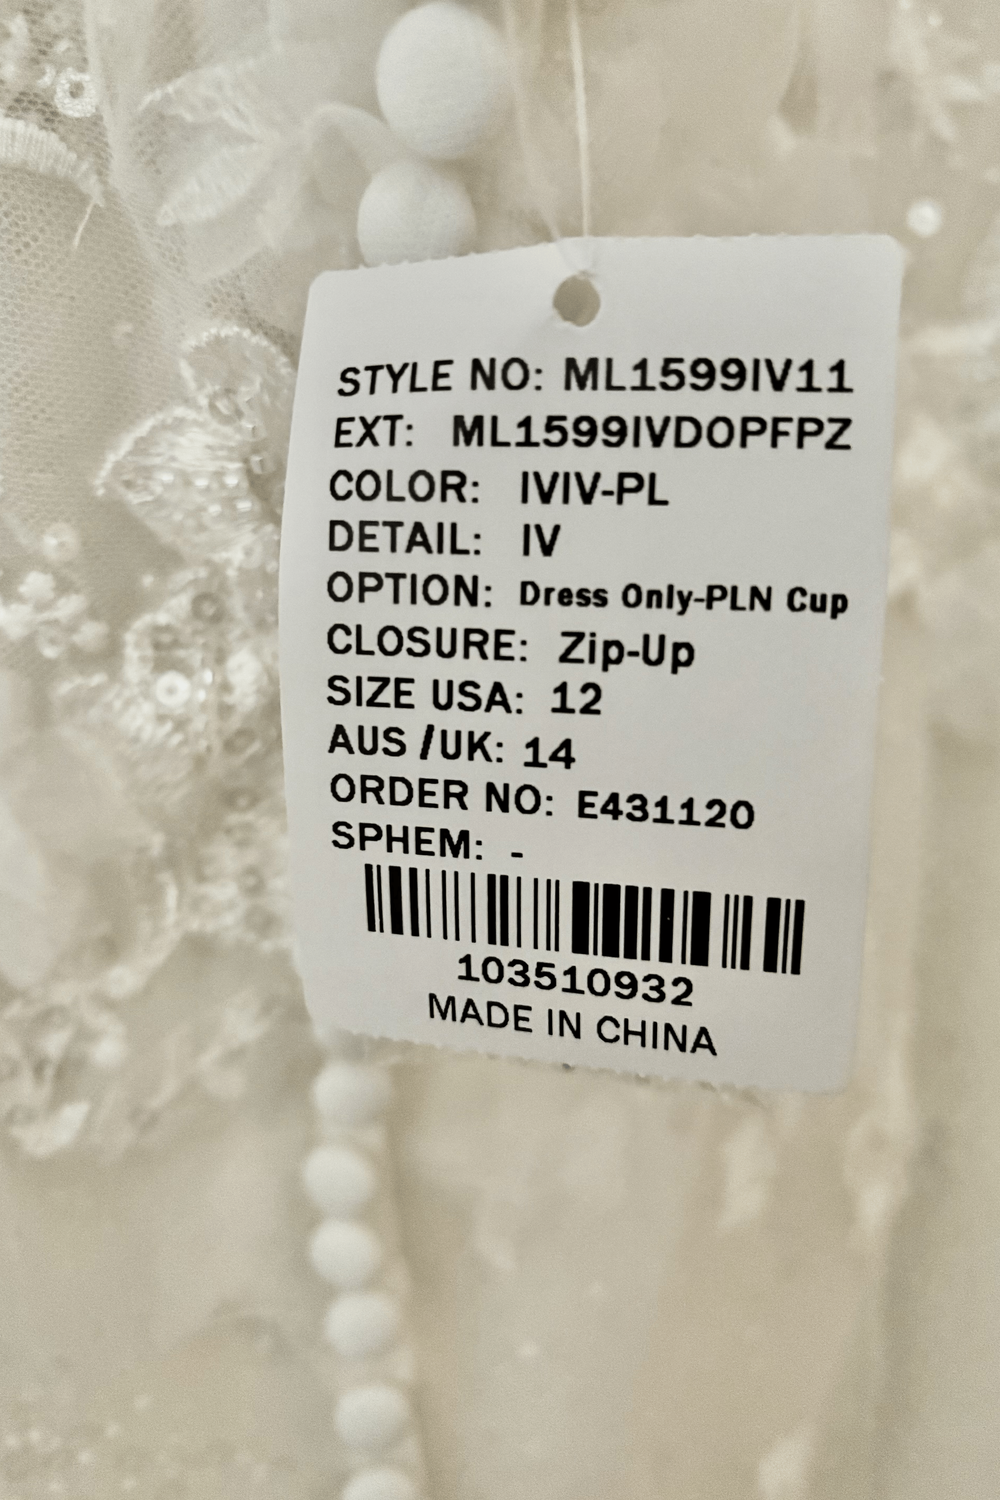 STYLE NO: ML1599IV11
EXT: ML1599IVDOPFPZ
COLOR: IVIV-PL
DETAIL: IV
OPTION: Dress Only-PLN Cup
CLOSURE: Zip-Up
SIZE USA: 12
AUS /UK: 14
ORDER NO: E431120
SPHEM: -
103510932
MADE IN CHINA